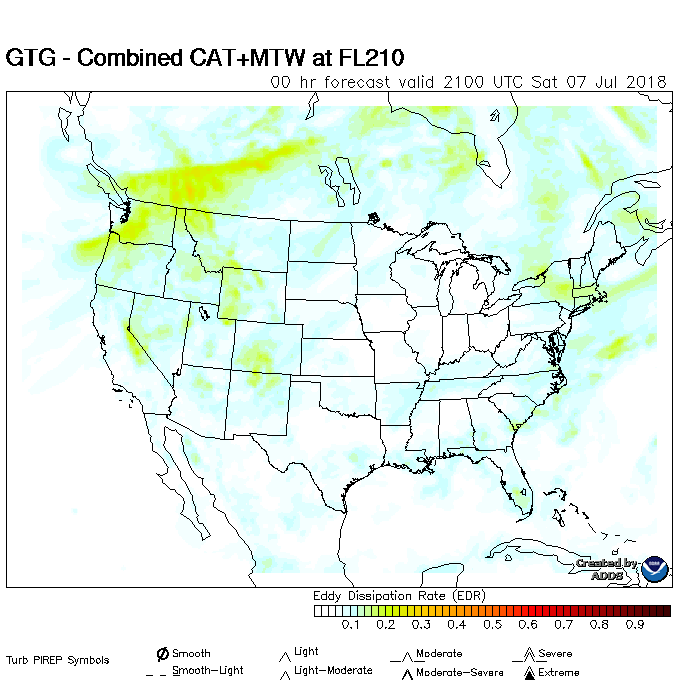 GTG - Combined CAT+MTW at FL210
00 hr forecast valid 2100 UTC Sat 07 Jul 2018
Created by
ADDS
Eddy Dissipation Rate (EDR)
0.1 0.2 0.3 0.4 0.5 0.6 0.7 0.8 0.9
Turb PIREP Symbols
Smooth Light Moderate Severe
Smooth-Light Light-Moderate Moderate-Severe Extreme